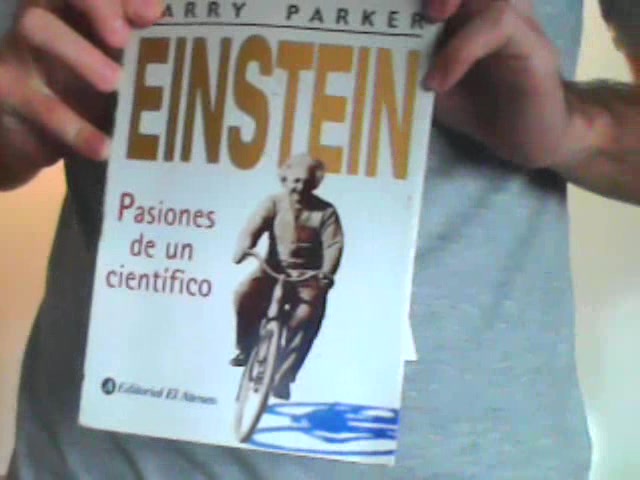 ARRY PARKER
EINSTEIN
Pasiones
de un
científico
Editorial El Ateneo